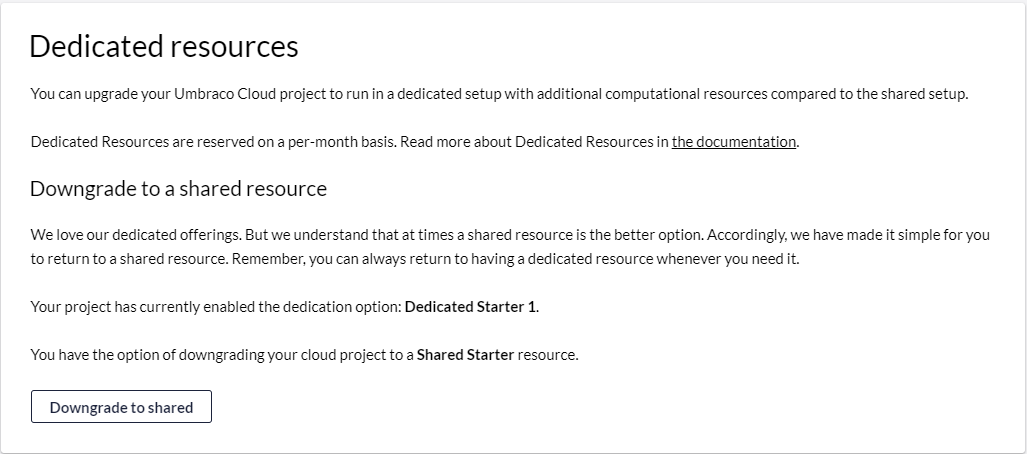 Dedicated resources
You can upgrade your Umbraco Cloud project to run in a dedicated setup with additional computational resources compared to the shared setup.
Dedicated Resources are reserved on a per-month basis. Read more about Dedicated Resources in the documentation.
Downgrade to a shared resource
We love our dedicated offerings. But we understand that at times a shared resource is the better option. Accordingly, we have made it simple for you
to return to a shared resource. Remember, you can always return to having a dedicated resource whenever you need it.
Your project has currently enabled the dedication option: Dedicated Starter 1.
You have the option of downgrading your cloud project to a Shared Starter resource.
Downgrade to shared